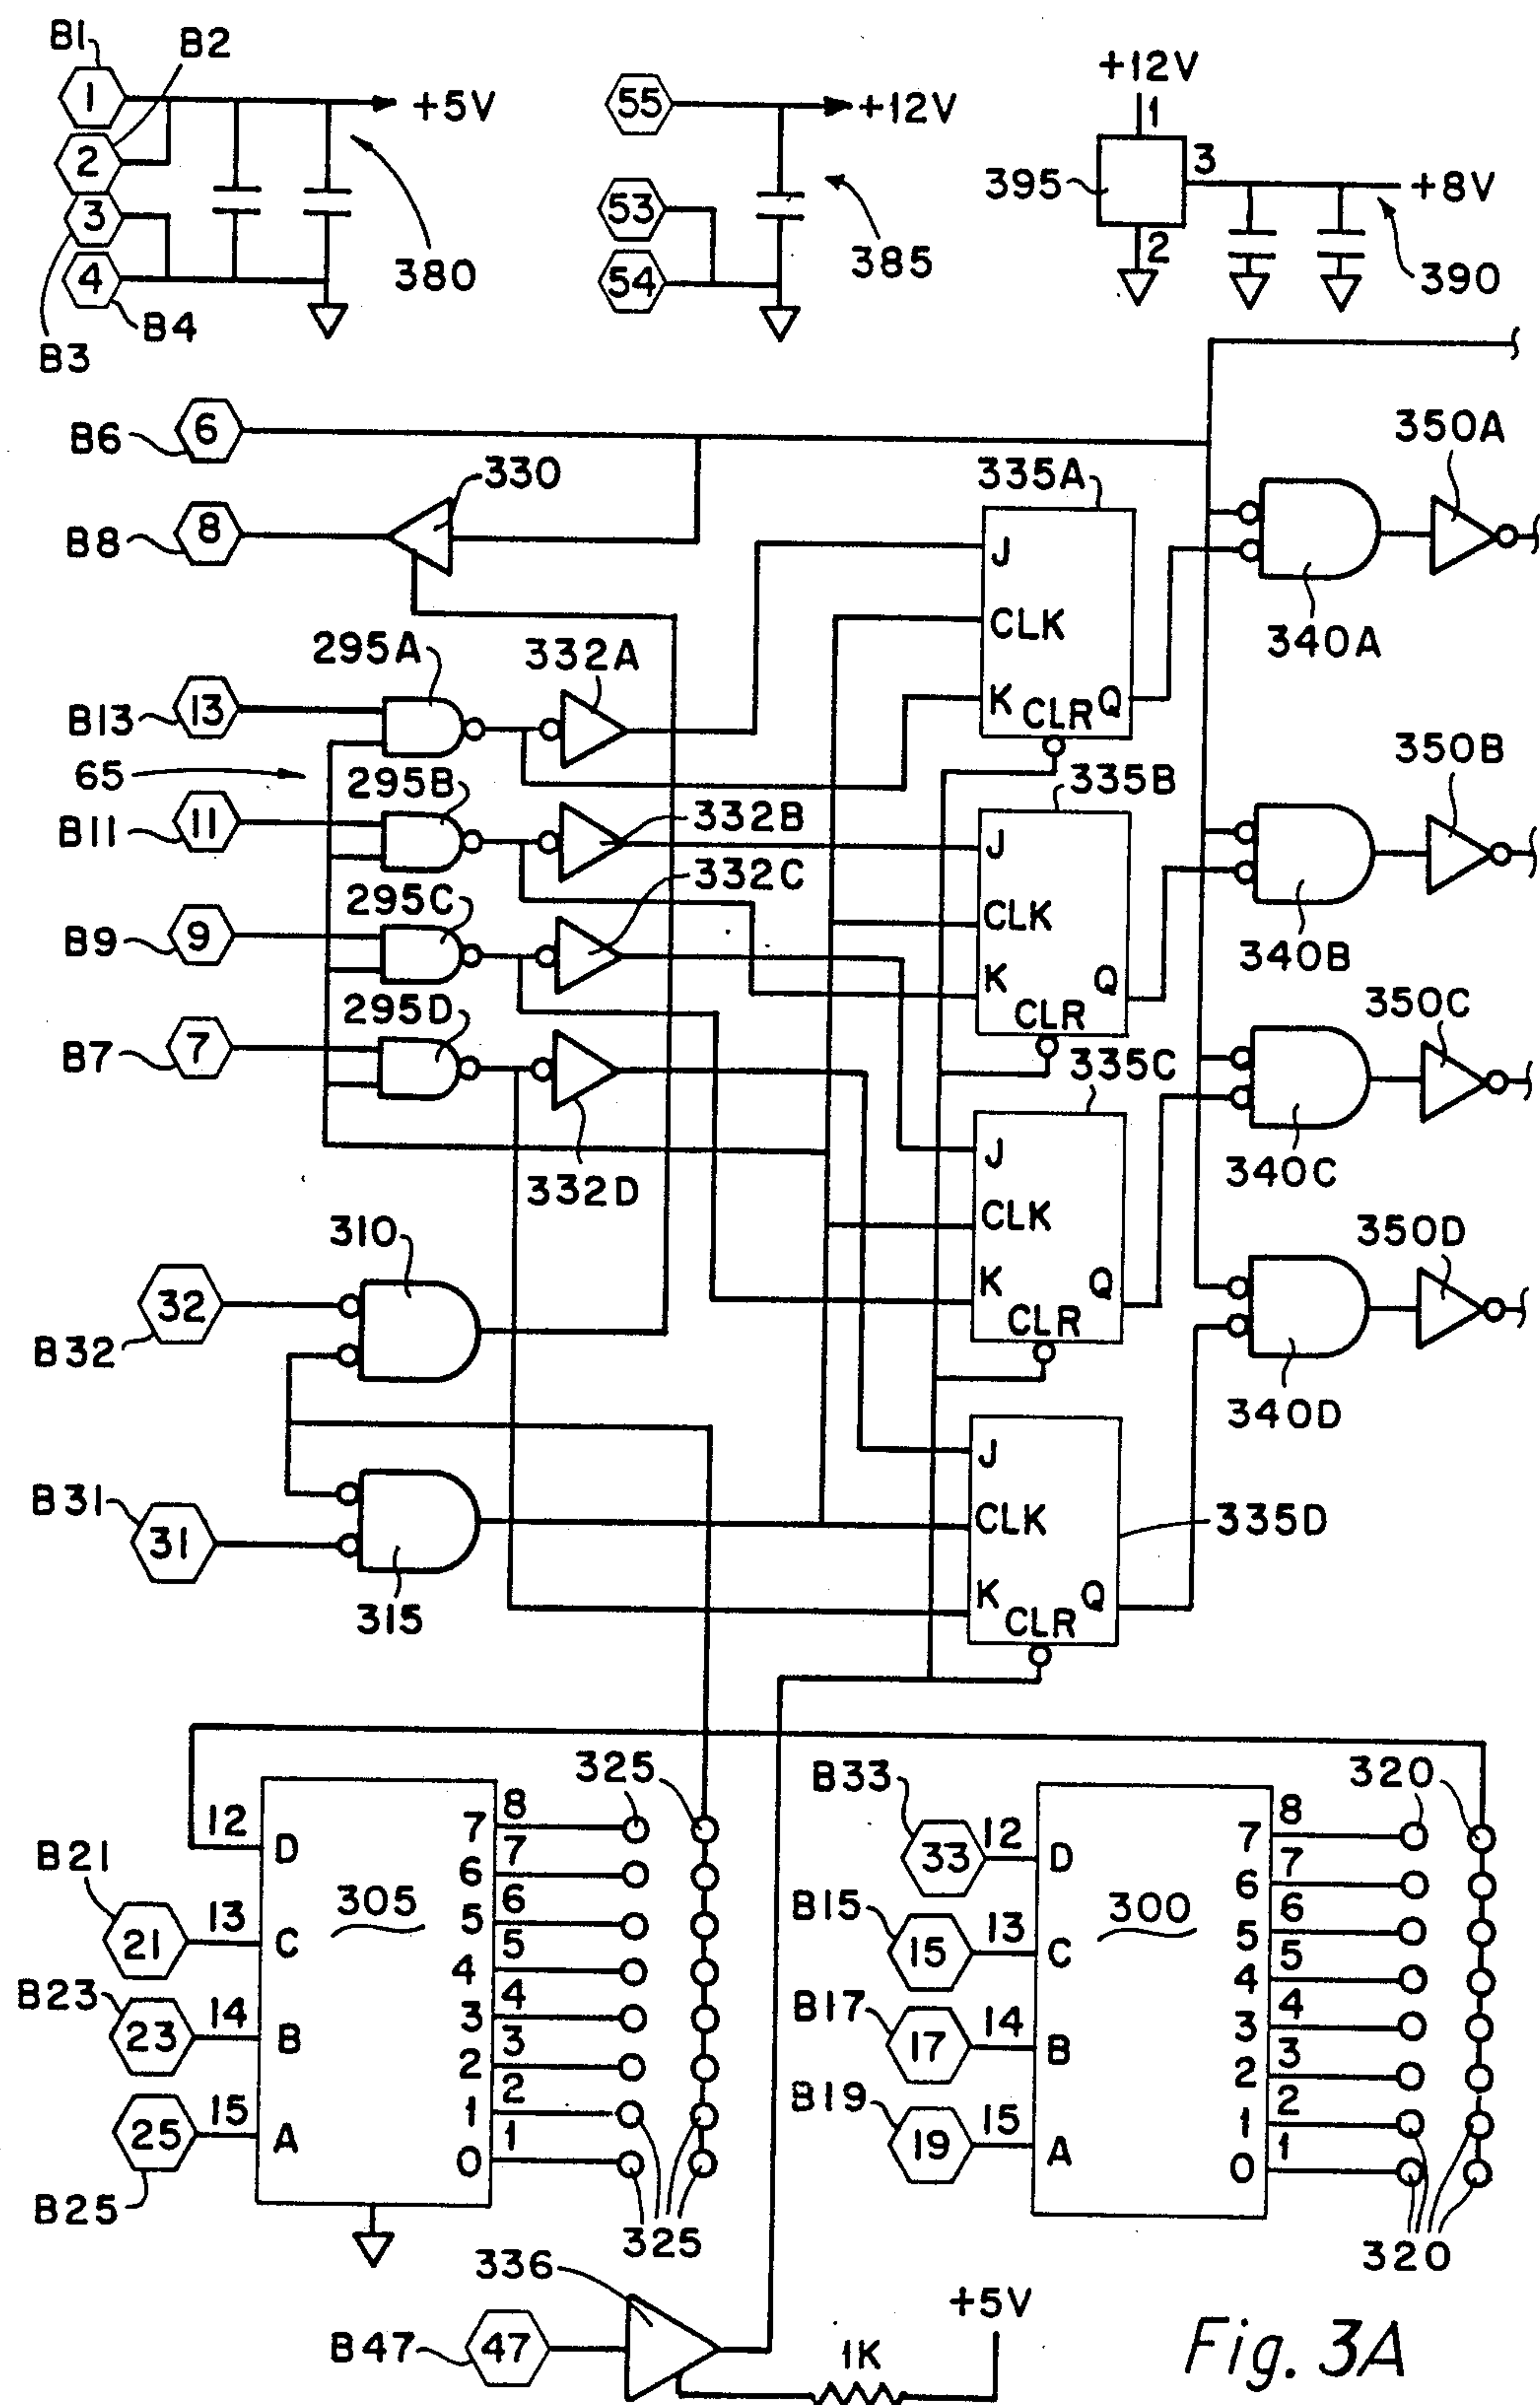 B1
B2
1
+5V
2
3
4
380
B4
B3
55
+12V
53
54
385
+12V
1
395
3
+8V
2
390
B6
6
330
335A
350A
B8
8
J
CLK
K
CLR
Q
340A
295A
332A
B13
13
65
295B
332B
335B
350B
B11
11
J
CLK
K
CLR
Q
340B
295C
332C
B9
9
295D
335C
350C
B7
7
J
CLK
K
CLR
Q
340C
332D
310
350D
32
B32
340D
B31
31
315
J
CLK
K
CLR
Q
335D
325
B33
320
12
D
8
7
33
12
D
8
7
B21
305
7
6
300
7
6
21
13
C
6
5
B15
15
13
C
6
5
B23
5
4
B17
5
4
23
14
B
4
3
17
14
B
4
3
3
2
B19
3
2
25
15
A
2
1
19
15
A
2
1
1
0
1
0
B25
325
320
336
+5V
B47
47
1K
Fig. 3A